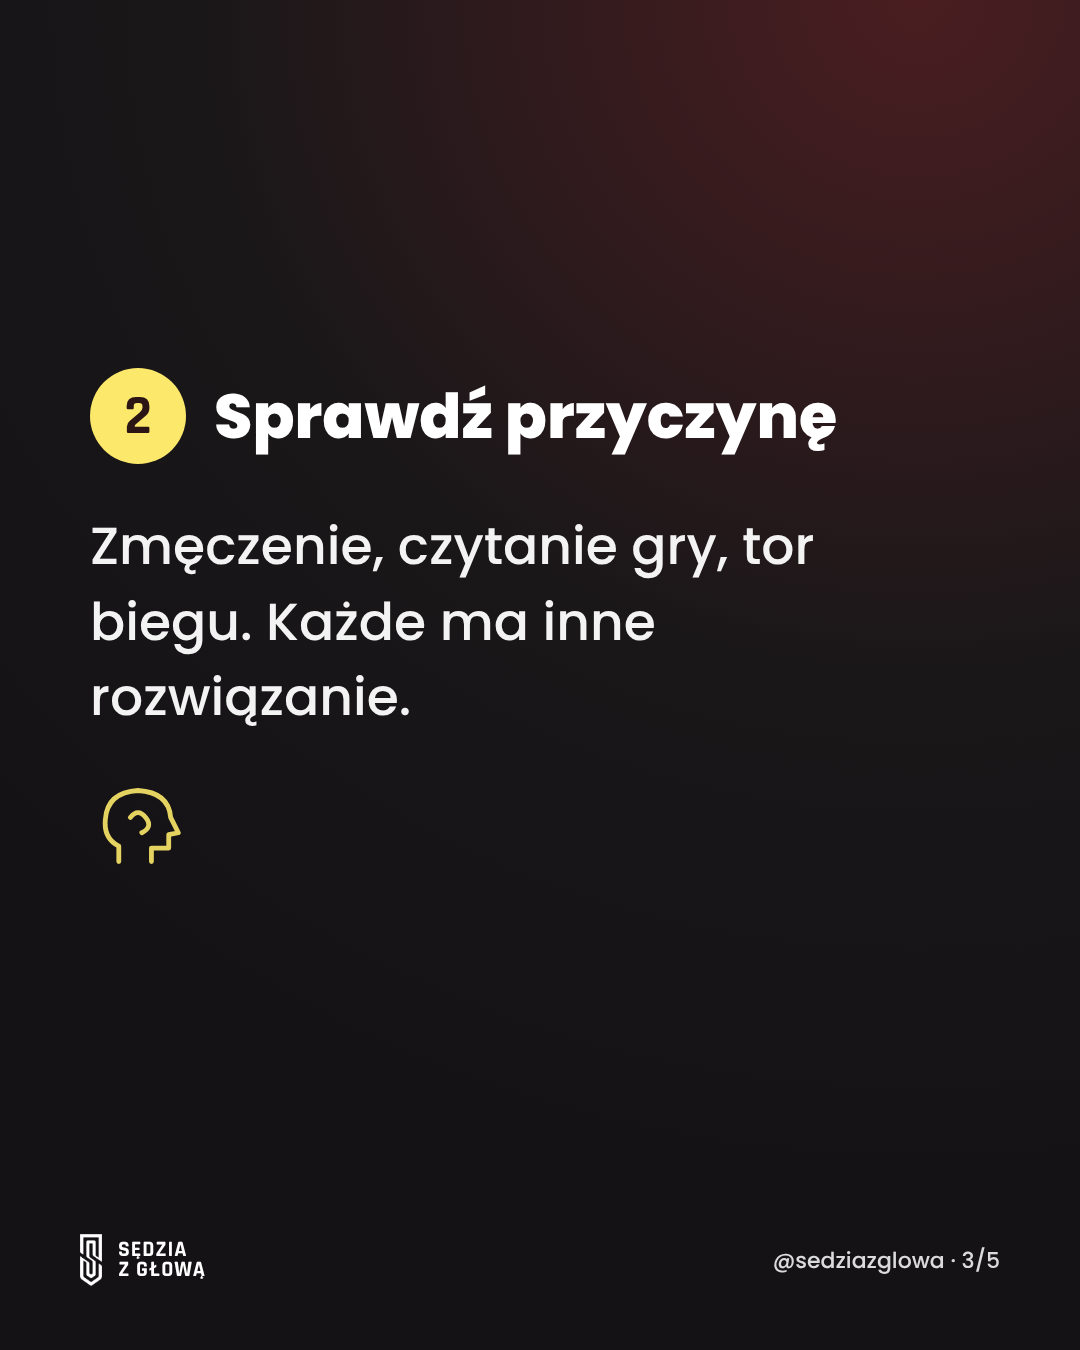 2 Sprawdź przyczynę
Zmęczenie, czytanie gry, tor
biegu. Każde ma inne
rozwiązanie.
SĘDZIA
Z GŁOWĄ
@sedziazglowa · 3/5